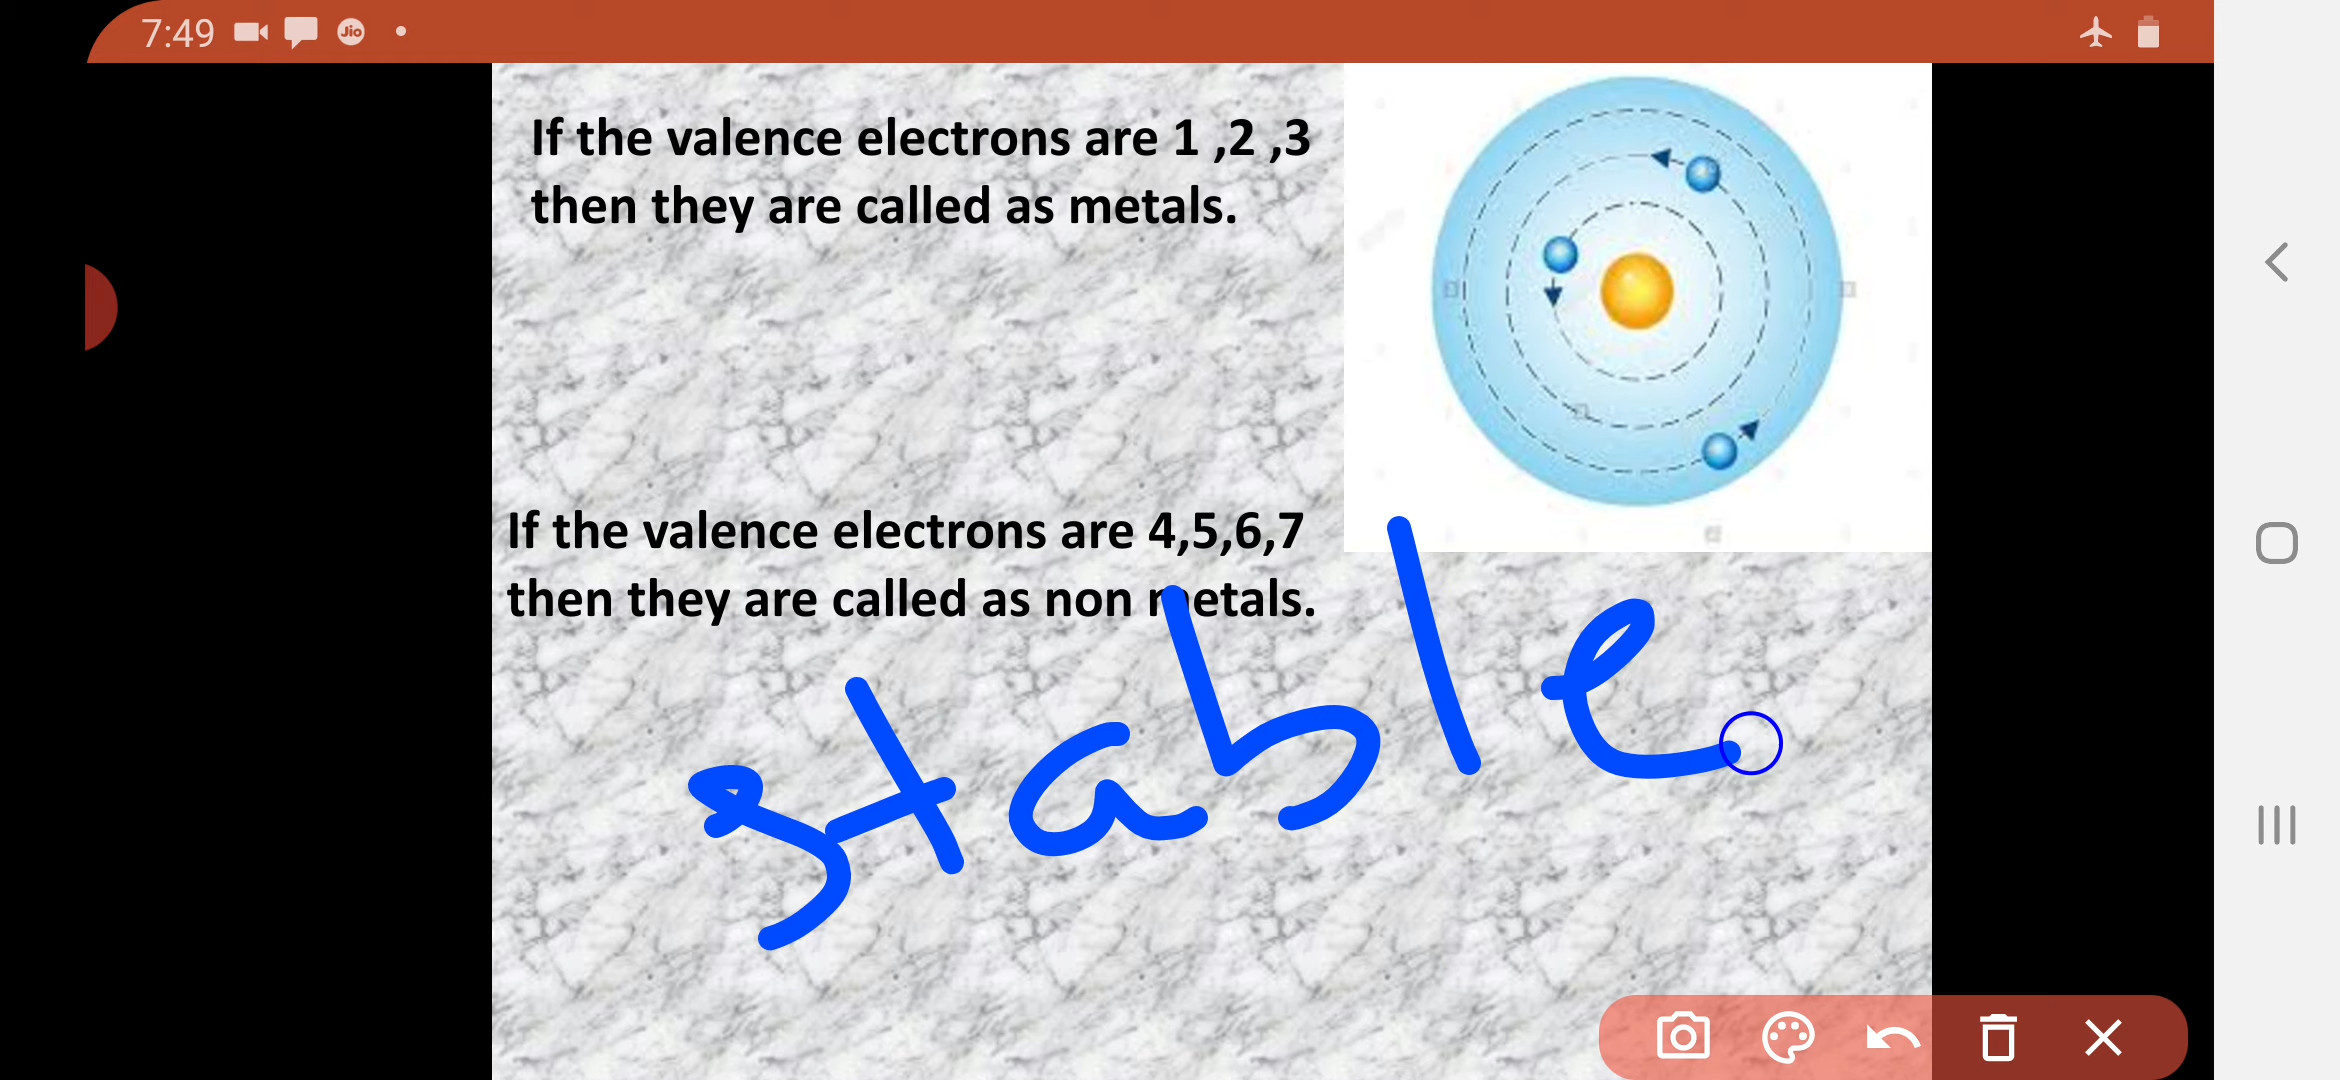 7:49 Jio
If the valence electrons are 1 ,2 ,3
then they are called as metals.
If the valence electrons are 4,5,6,7
then they are called as non metals.
stable